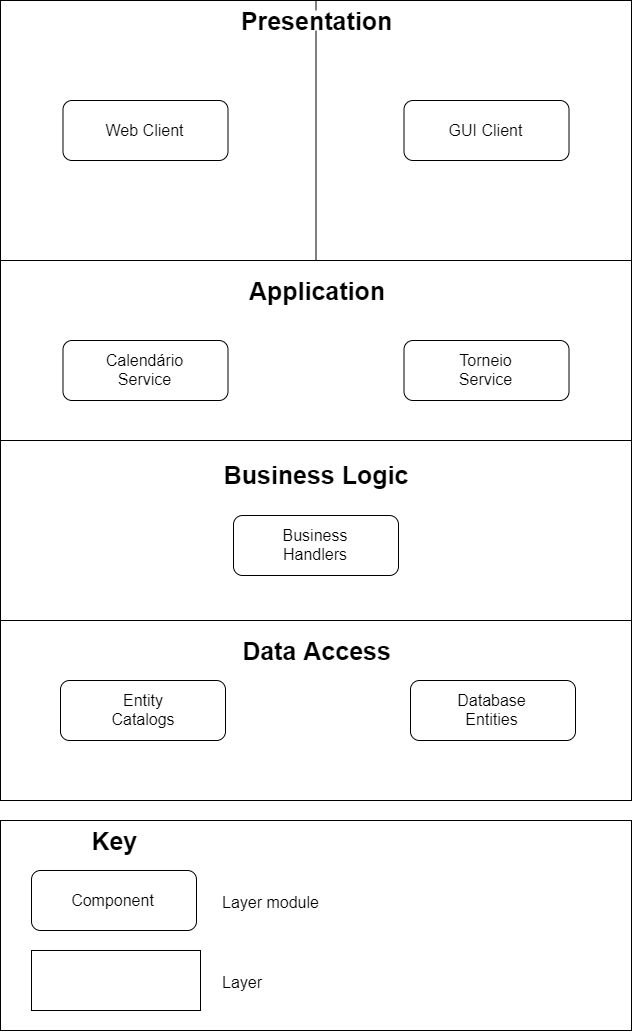 Presentation
Web Client
GUI Client
Application
Calendário
Service
Torneio
Service
Business Logic
Business
Handlers
Data Access
Entity
Catalogs
Database
Entities
Key
Component
Layer module
Layer